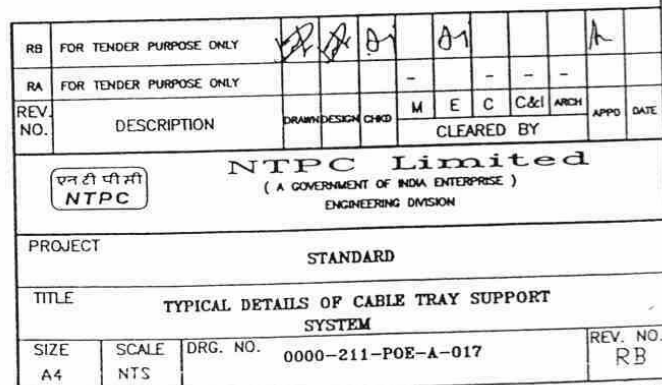 RB FOR TENDER PURPOSE ONLY
RA FOR TENDER PURPOSE ONLY - - - -
REV. NO. DESCRIPTION DRAWN DESIGN CHKD M E C C&I ARCH APPD DATE
CLEARED BY
एनटीपीसी
NTPC
NTPC Limited
( A GOVERNMENT OF INDIA ENTERPRISE )
ENGINEERING DIVISION
PROJECT
STANDARD
TITLE
TYPICAL DETAILS OF CABLE TRAY SUPPORT
SYSTEM
SIZE SCALE DRG. NO. 0000-211-POE-A-017 REV. NO.
A4 NTS RB